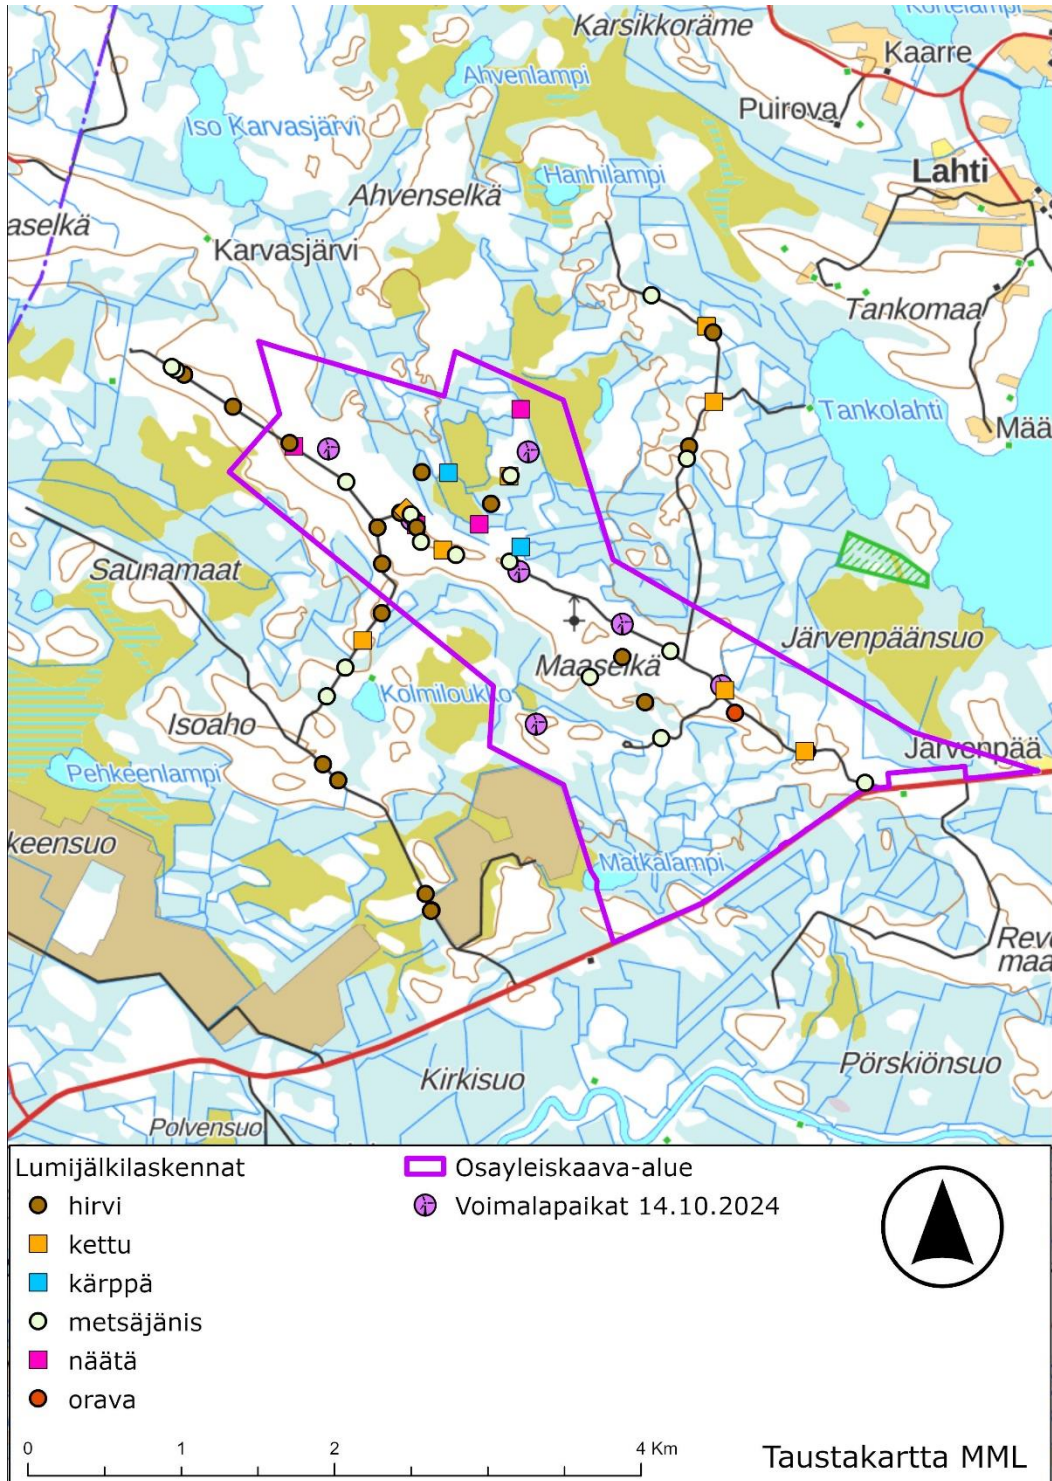 Karsikkoräme
Kaarre
Ahvenlampi
Puirova
Iso Karvasjärvi
Lahti
Hanhilampi
Ahvenselkä
aselkä
Karvasjärvi
Tankomaa
Tankolahti
Mää
Saunamaat
Järvenpäänsuo
Maaselkä
Kolmiloukko
Isoaho
Järvenpää
Pehkeenlampi
keensuo
Matkalampi
maa
Pörskiönsuo
Kirkisuo
Polvensuo
Lumijälkilaskennat
hirvi
kettu
kärppä
metsäjänis
näätä
orava
Osayleiskaava-alue
Voimalapaikat 14.10.2024
0 1 2 4 Km
Taustakartta MML